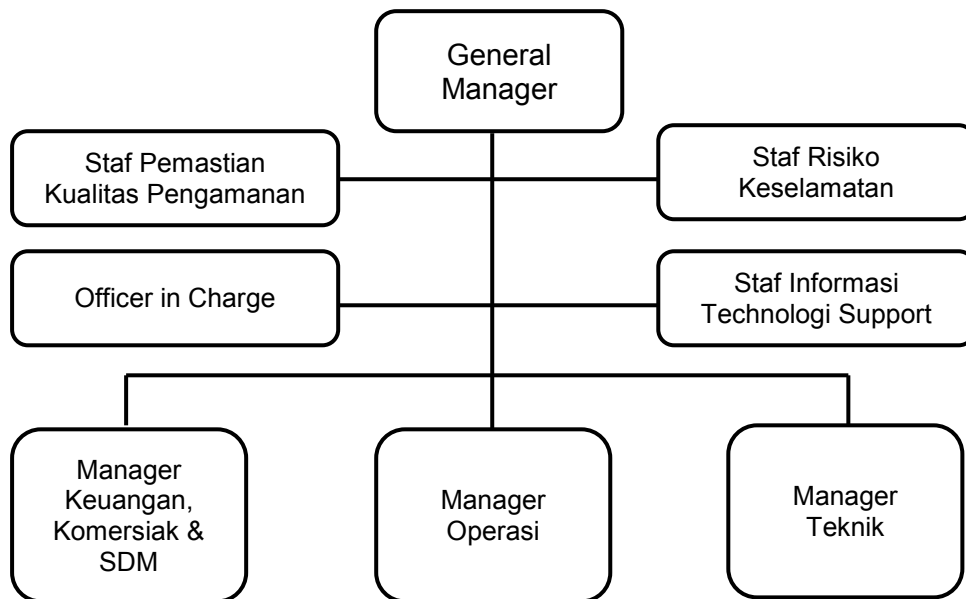 General
Manager
Staf Pemastian
Kualitas Pengamanan
Staf Risiko
Keselamatan
Officer in Charge
Staf Informasi
Technologi Support
Manager
Keuangan,
Komersiak &
SDM
Manager
Operasi
Manager
Teknik